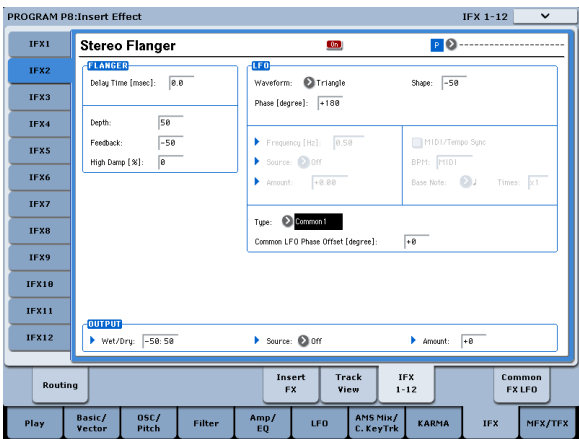 PROGRAM P8:Insert Effect IFX 1-12
IFX1
IFX2
IFX3
IFX4
IFX5
IFX6
IFX7
IFX8
IFX9
IFX10
IFX11
IFX12
Stereo Flanger On P ----------------
FLANGER
Delay Time [msec]: 0.0
Depth: 50
Feedback: -50
High Damp [%]: 0
LFO
Waveform: Triangle Shape: -50
Phase [degree]: +180
Frequency [Hz]: 0.50
Source: Off
Amount: +0.00
MIDI/Tempo Sync
BPM: MIDI
Base Note: ♩ Times: x1
Type: Common1
Common LFO Phase Offset [degree]: +0
OUTPUT
Wet/Dry: -50:50 Source: Off Amount: +0
Routing
Insert FX
Track View
IFX 1-12
Common FX LFO
Play
Basic/ Vector
OSC/ Pitch
Filter
Amp/ EQ
LFO
AMS Mix/ C. KeyTrk
KARMA
IFX
MFX/TFX